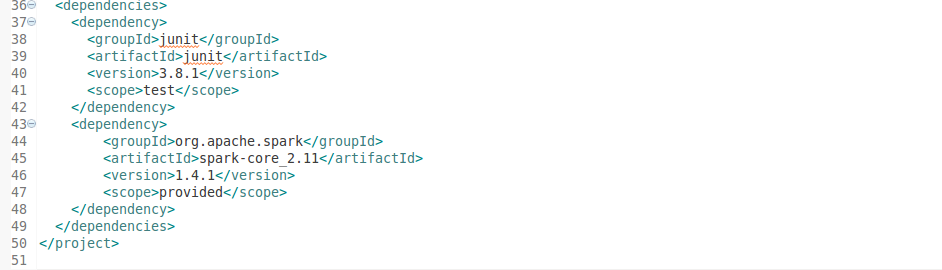 36 <dependencies>
37 <dependency>
38 <groupId>junit</groupId>
39 <artifactId>junit</artifactId>
40 <version>3.8.1</version>
41 <scope>test</scope>
42 </dependency>
43 <dependency>
44 <groupId>org.apache.spark</groupId>
45 <artifactId>spark-core_2.11</artifactId>
46 <version>1.4.1</version>
47 <scope>provided</scope>
48 </dependency>
49 </dependencies>
50 </project>
51